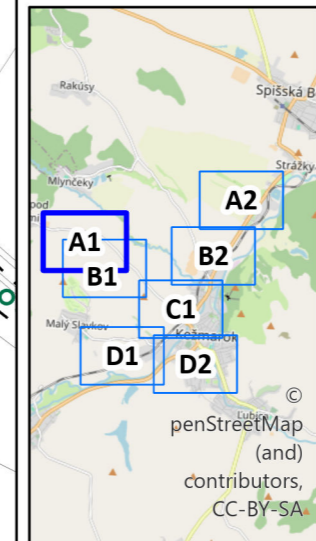 Rakúsy
Spišská B
Mlynčeky
Strážky
pod
A1
A2
B1
B2
C1
Malý Slavkov
Kežmarok
D1
D2
Ľubica
©
penStreetMap
(and)
contributors,
CC-BY-SA